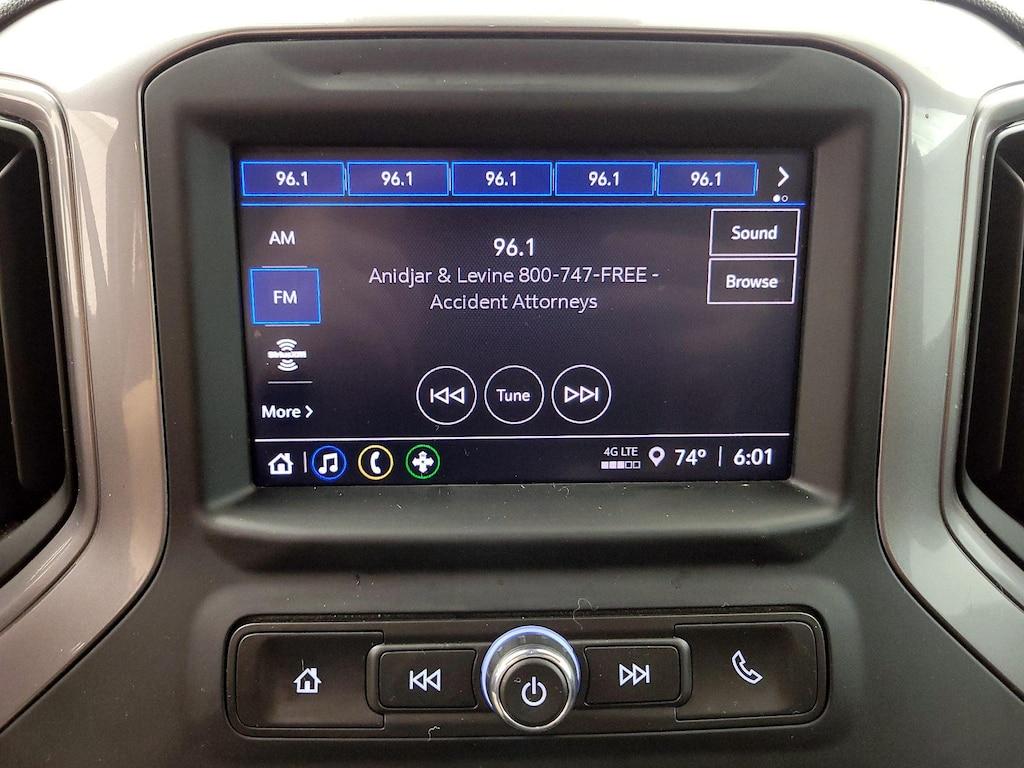 96.1 96.1 96.1 96.1 96.1
AM
96.1
Sound
Anidjar & Levine 800-747-FREE -
Accident Attorneys
Browse
FM
SiriusXM
Tune
More
4G LTE
74° 6:01